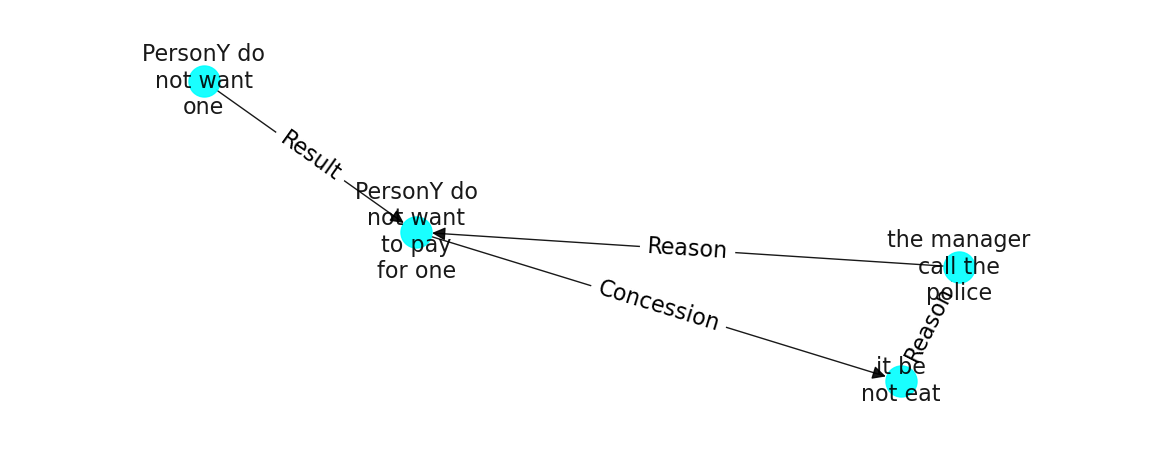 PersonY do
not want
one
Result
PersonY do
not want
to pay
for one
Reason
the manager
call the
police
Concession
Reason
it be
not eat